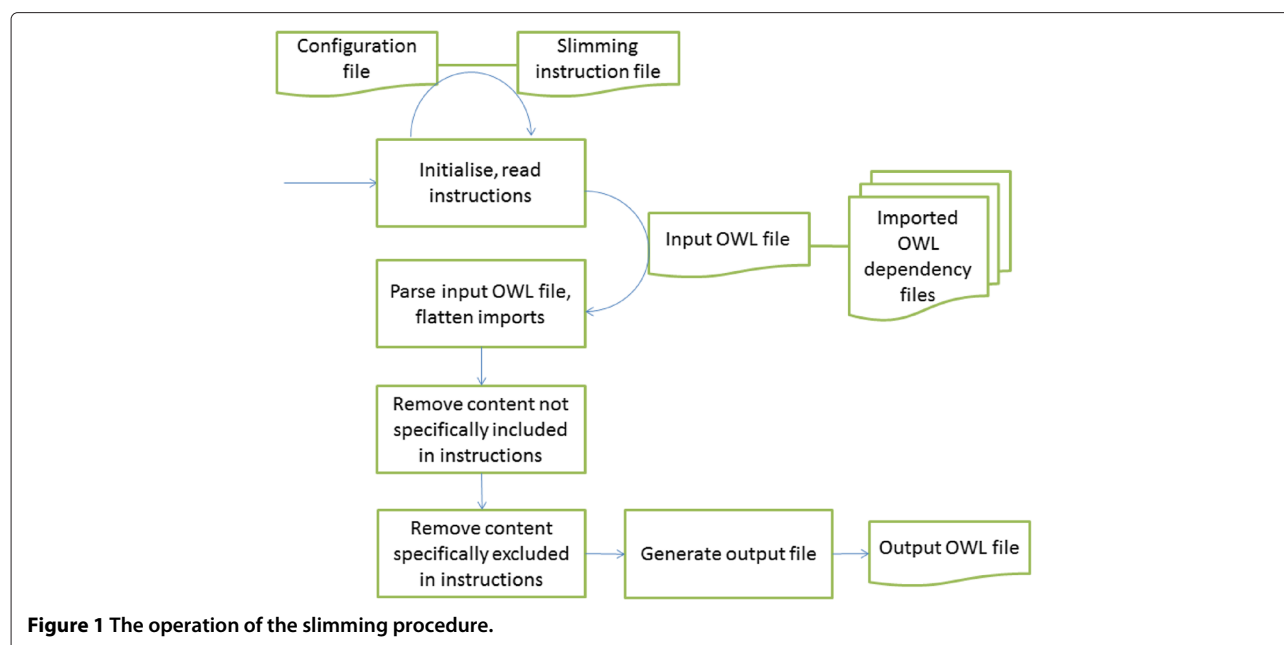 Configuration
file
Slimming
instruction file
Initialise, read
instructions
Input OWL file
Imported
OWL
dependency
files
Parse input OWL file,
flatten imports
Remove content not
specifically included
in instructions
Remove content
specifically excluded
in instructions
Generate output file
Output OWL file
Figure 1 The operation of the slimming procedure.